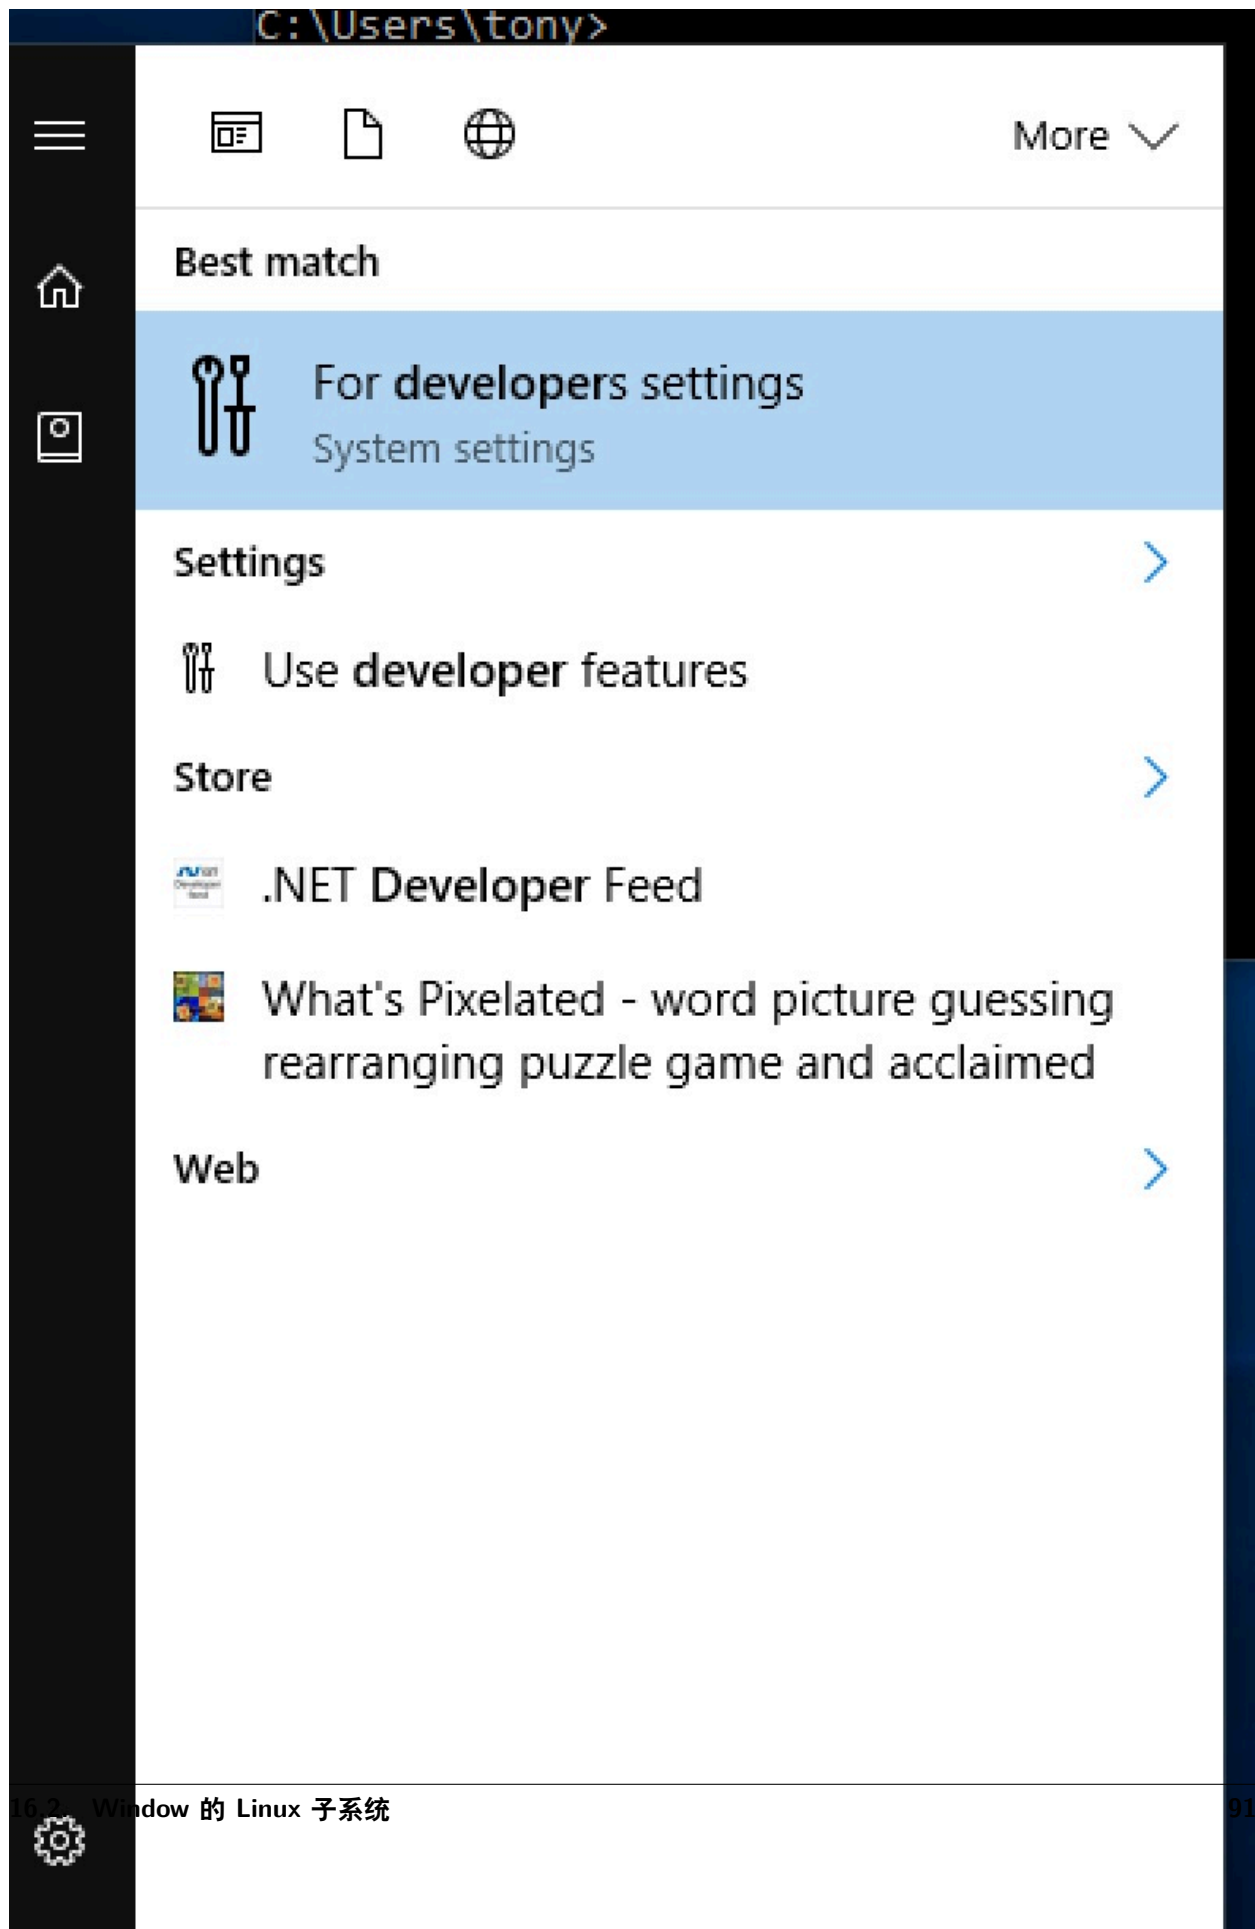 C:\Users\tony>
More
Best match
For developers settings
System settings
Settings
Use developer features
Store
.NET Developer Feed
What's Pixelated - word picture guessing
rearranging puzzle game and acclaimed
Web
16.2. Window 的 Linux 子系统
91